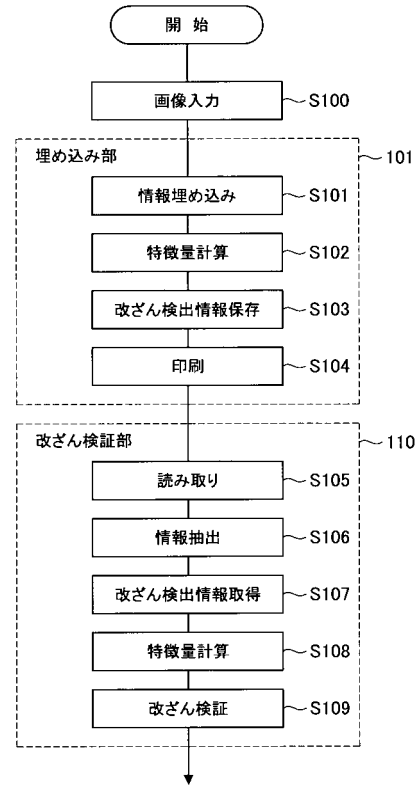 開 始
画像入力 S100
埋め込み部 101
情報埋め込み S101
特徴量計算 S102
改ざん検出情報保存 S103
印刷 S104
改ざん検証部 110
読み取り S105
情報抽出 S106
改ざん検出情報取得 S107
特徴量計算 S108
改ざん検証 S109